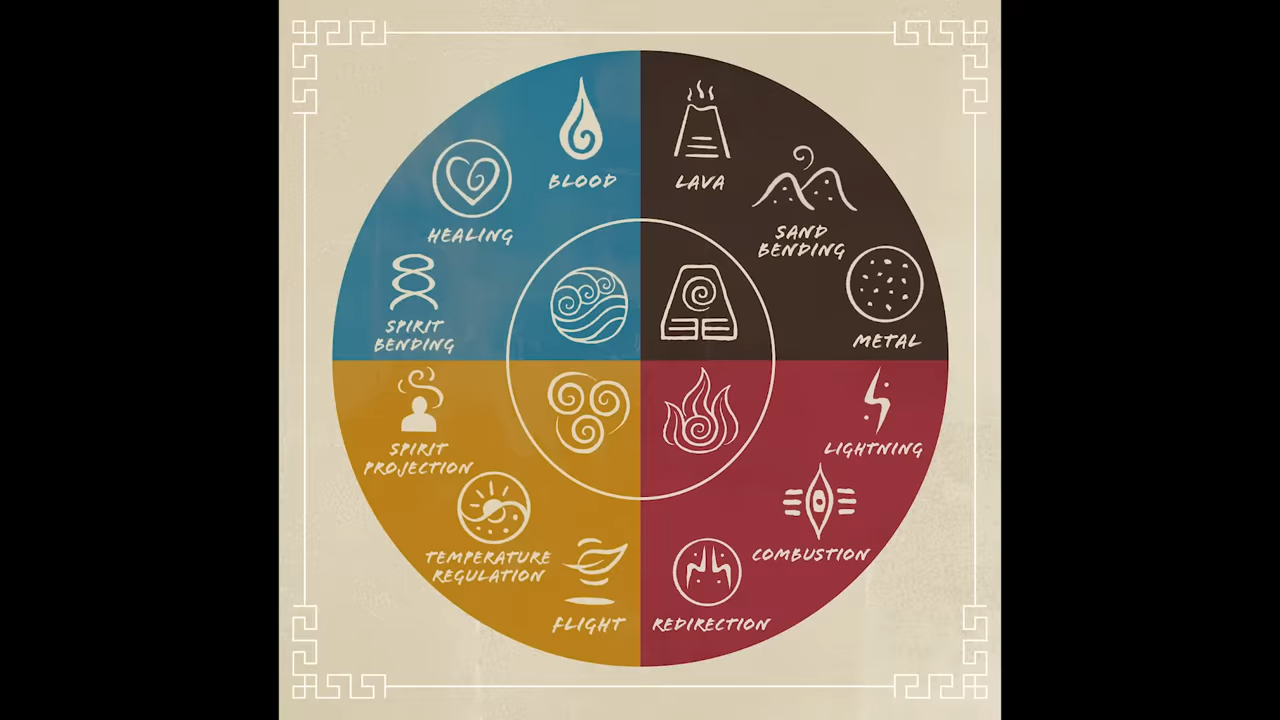 BLOOD
LAVA
HEALING
SAND
BENDING
SPIRIT
BENDING
METAL
SPIRIT
PROJECTION
LIGHTNING
TEMPERATURE
REGULATION
COMBUSTION
FLIGHT
REDIRECTION